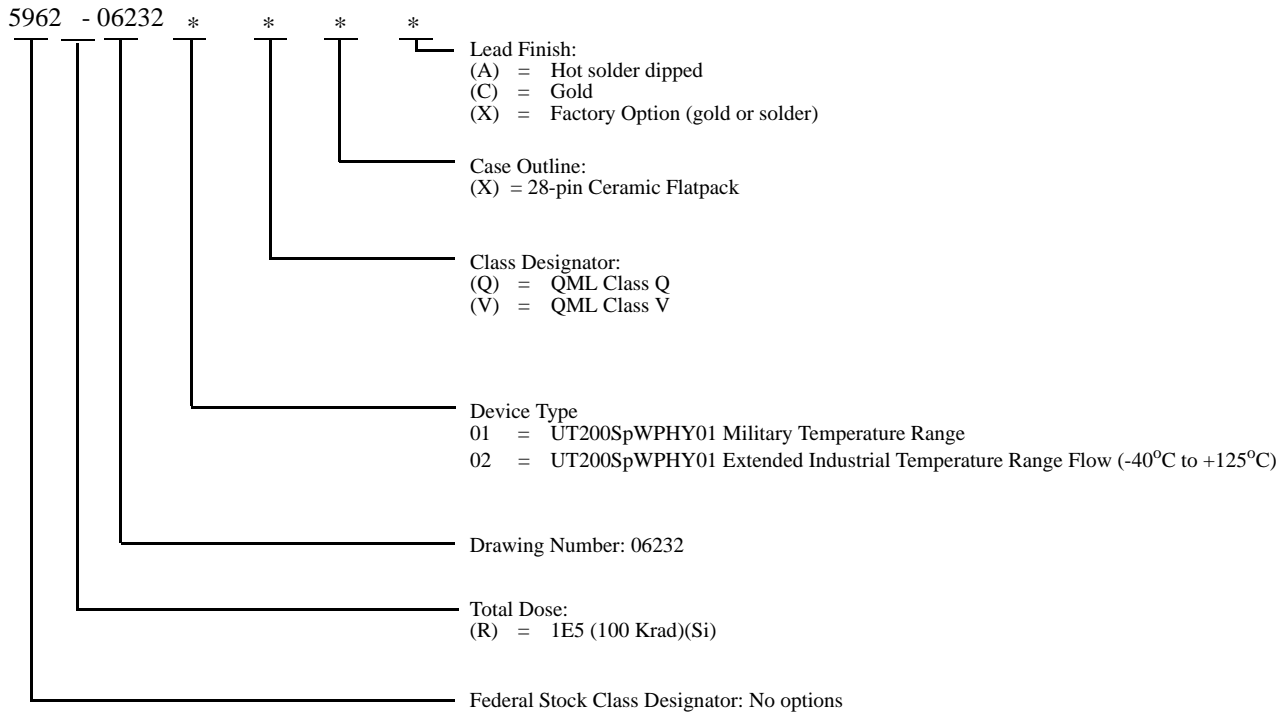 5962 - 06232 * * * *
Lead Finish:
(A) = Hot solder dipped
(C) = Gold
(X) = Factory Option (gold or solder)
Case Outline:
(X) = 28-pin Ceramic Flatpack
Class Designator:
(Q) = QML Class Q
(V) = QML Class V
Device Type
01 = UT200SpWPHY01 Military Temperature Range
02 = UT200SpWPHY01 Extended Industrial Temperature Range Flow (-40oC to +125oC)
Drawing Number: 06232
Total Dose:
(R) = 1E5 (100 Krad)(Si)
Federal Stock Class Designator: No options